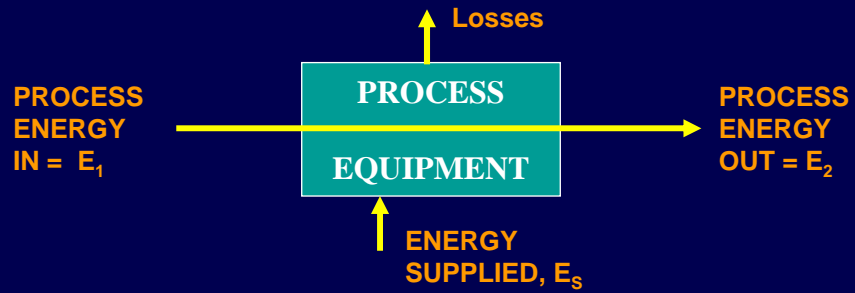 Losses
PROCESS
ENERGY
IN = E₁
PROCESS
EQUIPMENT
PROCESS
ENERGY
OUT = E₂
ENERGY
SUPPLIED, Eₛ